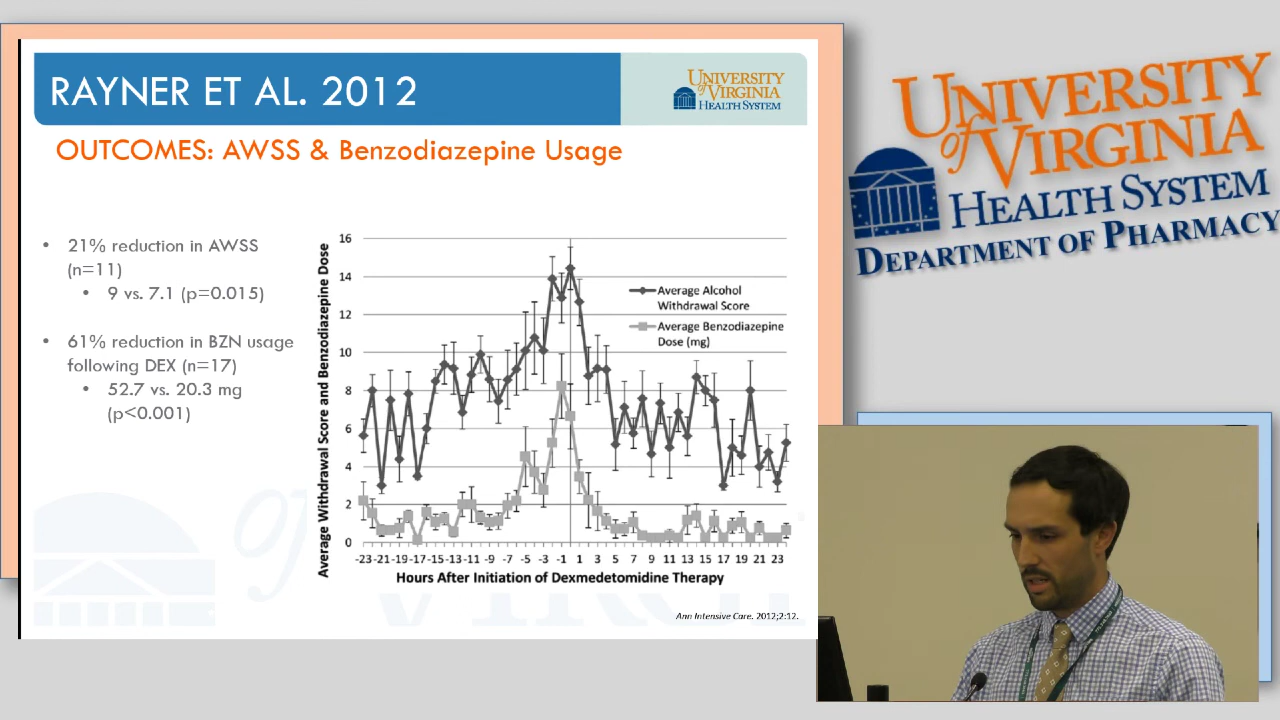 RAYNER ET AL. 2012
UNIVERSITY
of VIRGINIA
HEALTH SYSTEM
OUTCOMES: AWSS & Benzodiazepine Usage
• 21% reduction in AWSS
(n=11)
• 9 vs. 7.1 (p=0.015)
• 61% reduction in BZN usage
following DEX (n=17)
• 52.7 vs. 20.3 mg
(p<0.001)
Average Withdrawal Score and Benzodiazepine Dose
16
14
12
10
8
6
4
2
0
Average Alcohol
Withdrawal Score
Average Benzodiazepine
Dose (mg)
-23 -21 -19 -17 -15 -13 -11 -9 -7 -5 -3 -1 1 3 5 7 9 11 13 15 17 19 21 23
Hours After Initiation of Dexmedetomidine Therapy
Ann Intensive Care. 2012;2:12.
UNIVERSITY
of VIRGINIA
HEALTH SYSTEM
DEPARTMENT OF PHARMACY